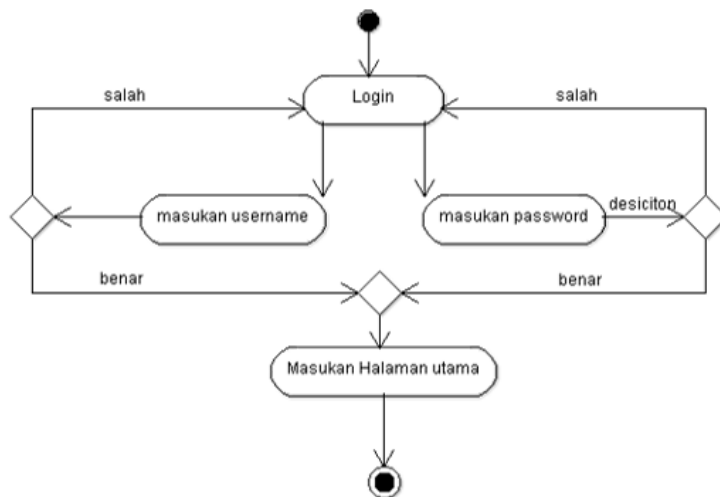 Login
salah
salah
masukan username
masukan password
desiciton
benar
benar
Masukan Halaman utama